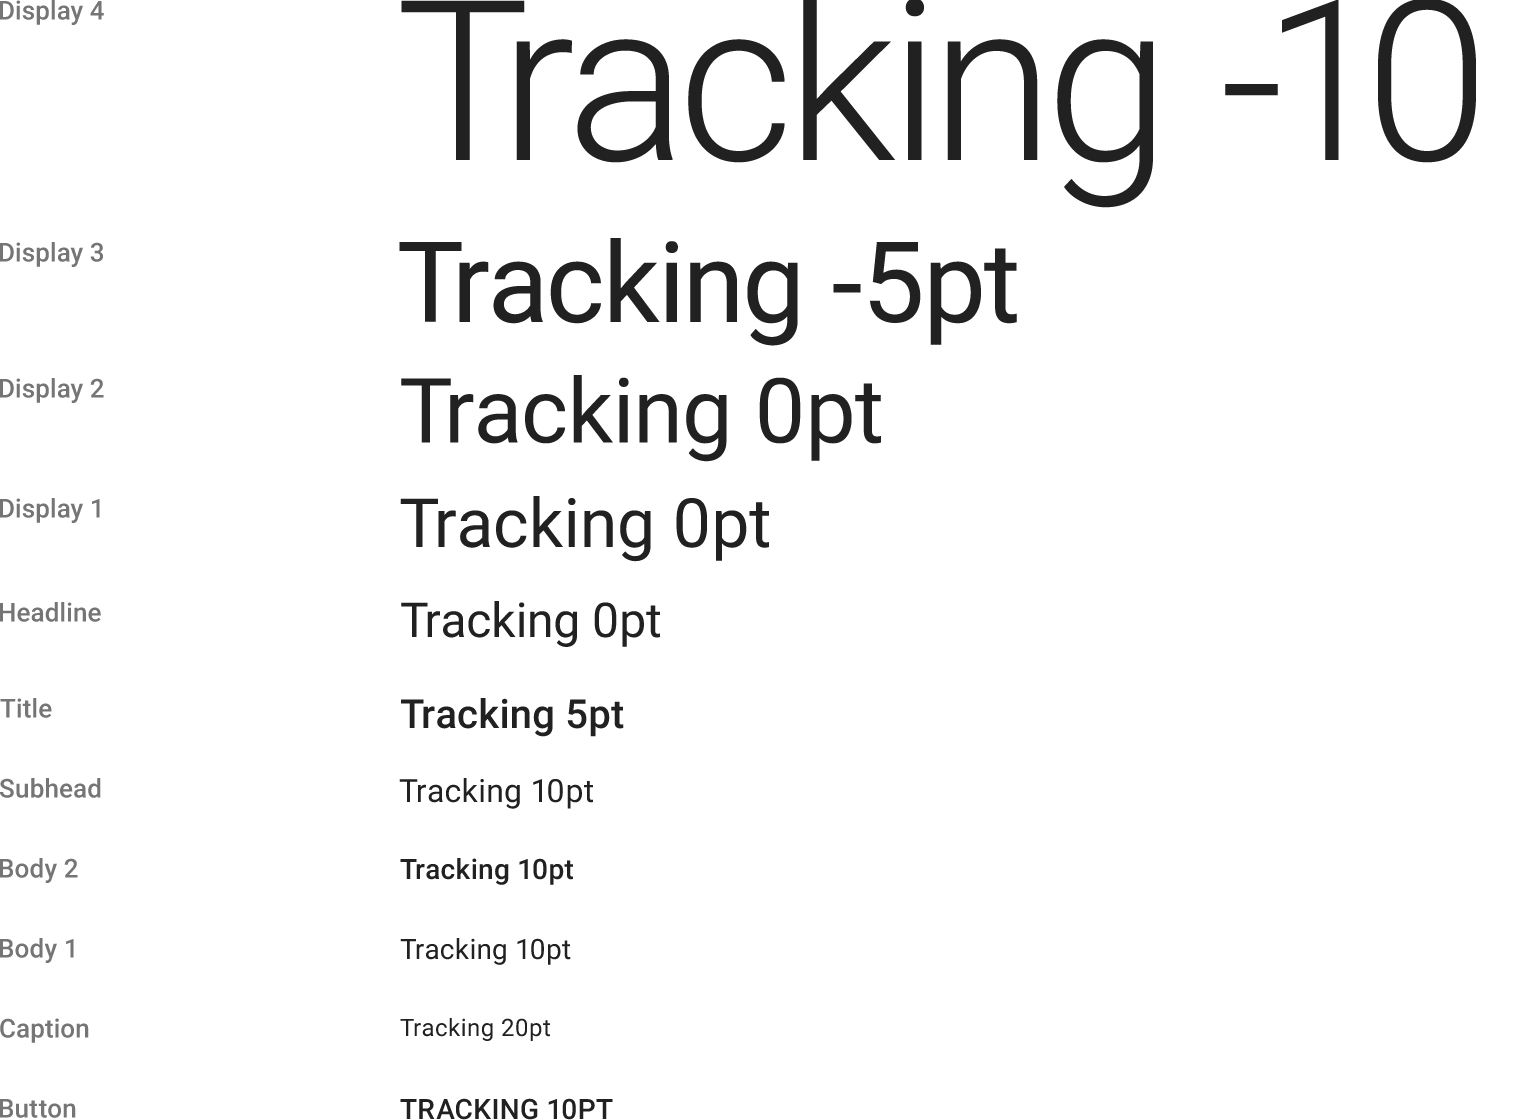 Display 4 Tracking -10
Display 3 Tracking -5pt
Display 2 Tracking 0pt
Display 1 Tracking 0pt
Headline Tracking 0pt
Title Tracking 5pt
Subhead Tracking 10pt
Body 2 Tracking 10pt
Body 1 Tracking 10pt
Caption Tracking 20pt
Button TRACKING 10PT